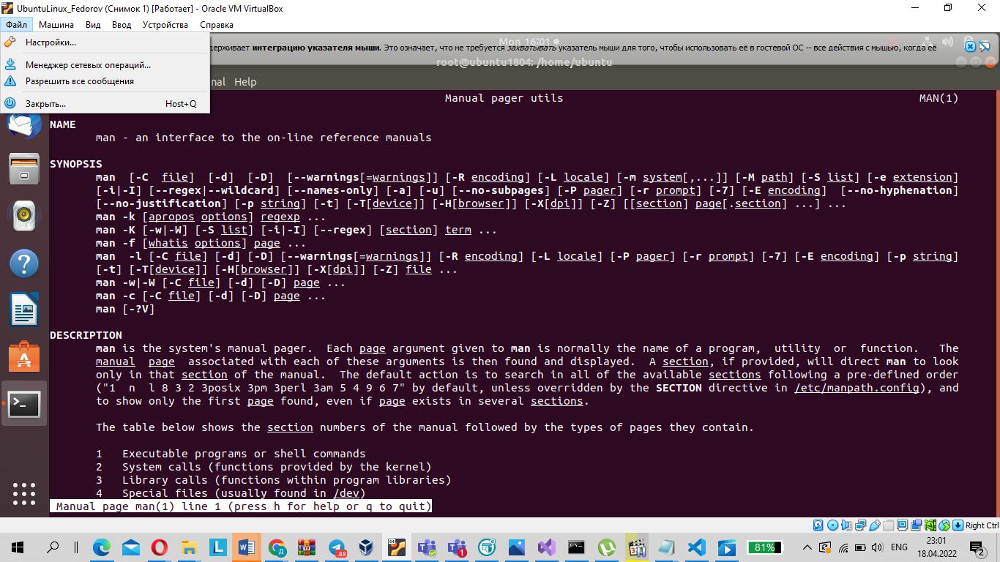 UbuntuLinux_Fedorov (Снимок 1) [Работает] - Oracle VM VirtualBox
Файл Машина Вид Ввод Устройства Справка
Настройки...
Менеджер сетевых операций...
Разрешить все сообщения
Закрыть... Host+Q
Mon 16:01
держивает интеграцию указателя мыши. Это означает, что не требуется захватывать указатель мыши для того, чтобы использовать её в гостевой ОС -- все действия с мышью, когда её
root@ubuntu1804: /home/ubuntu
nal Help
Manual pager utils MAN(1)
NAME
man - an interface to the on-line reference manuals
SYNOPSIS
man [-C file] [-d] [-D] [--warnings[=warnings]] [-R encoding] [-L locale] [-m system[,...]] [-M path] [-S list] [-e extension]
[-i|-I] [--regex|--wildcard] [--names-only] [-a] [-u] [--no-subpages] [-P pager] [-r prompt] [-7] [-E encoding] [--no-hyphenation]
[--no-justification] [-p string] [-t] [-T[device]] [-H[browser]] [-X[dpi]] [-Z] [[section] page[.section] ...] ...
man -k [apropos options] regexp ...
man -K [-w|-W] [-S list] [-i|-I] [--regex] [section] term ...
man -f [whatis options] page ...
man -l [-C file] [-d] [-D] [--warnings[=warnings]] [-R encoding] [-L locale] [-P pager] [-r prompt] [-7] [-E encoding] [-p string]
[-t] [-T[device]] [-H[browser]] [-X[dpi]] [-Z] file ...
man -w|-W [-C file] [-d] [-D] page ...
man -c [-C file] [-d] [-D] page ...
man [-?V]
DESCRIPTION
man is the system's manual pager. Each page argument given to man is normally the name of a program, utility or function. The
manual page associated with each of these arguments is then found and displayed. A section, if provided, will direct man to look
only in that section of the manual. The default action is to search in all of the available sections following a pre-defined order
("1 n l 8 3 2 3posix 3pm 3perl 3am 5 4 9 6 7" by default, unless overridden by the SECTION directive in /etc/manpath.config), and
to show only the first page found, even if page exists in several sections.
The table below shows the section numbers of the manual followed by the types of pages they contain.
1 Executable programs or shell commands
2 System calls (functions provided by the kernel)
3 Library calls (functions within program libraries)
4 Special files (usually found in /dev)
Manual page man(1) line 1 (press h for help or q to quit)
Right Ctrl
81% ENG 23:01
18.04.2022